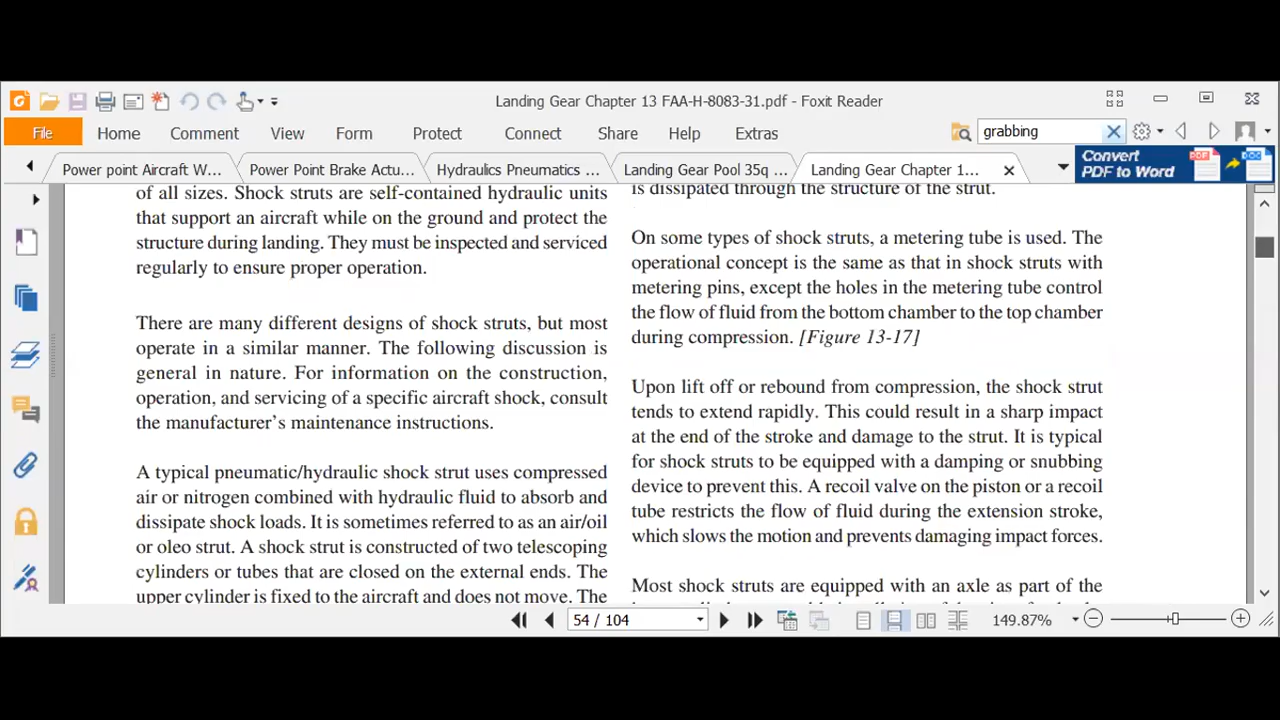 Landing Gear Chapter 13 FAA-H-8083-31.pdf - Foxit Reader
File Home Comment View Form Protect Connect Share Help Extras grabbing
Power point Aircraft W... Power Point Brake Actu... Hydraulics Pneumatics ... Landing Gear Pool 35q ... Landing Gear Chapter 1...
Convert
PDF to Word
PDF
DOC
of all sizes. Shock struts are self-contained hydraulic units
that support an aircraft while on the ground and protect the
structure during landing. They must be inspected and serviced
regularly to ensure proper operation.
There are many different designs of shock struts, but most
operate in a similar manner. The following discussion is
general in nature. For information on the construction,
operation, and servicing of a specific aircraft shock, consult
the manufacturer's maintenance instructions.
A typical pneumatic/hydraulic shock strut uses compressed
air or nitrogen combined with hydraulic fluid to absorb and
dissipate shock loads. It is sometimes referred to as an air/oil
or oleo strut. A shock strut is constructed of two telescoping
cylinders or tubes that are closed on the external ends. The
upper cylinder is fixed to the aircraft and does not move. The
is dissipated through the structure of the strut.
On some types of shock struts, a metering tube is used. The
operational concept is the same as that in shock struts with
metering pins, except the holes in the metering tube control
the flow of fluid from the bottom chamber to the top chamber
during compression. [Figure 13-17]
Upon lift off or rebound from compression, the shock strut
tends to extend rapidly. This could result in a sharp impact
at the end of the stroke and damage to the strut. It is typical
for shock struts to be equipped with a damping or snubbing
device to prevent this. A recoil valve on the piston or a recoil
tube restricts the flow of fluid during the extension stroke,
which slows the motion and prevents damaging impact forces.
Most shock struts are equipped with an axle as part of the
54 / 104
149.87%